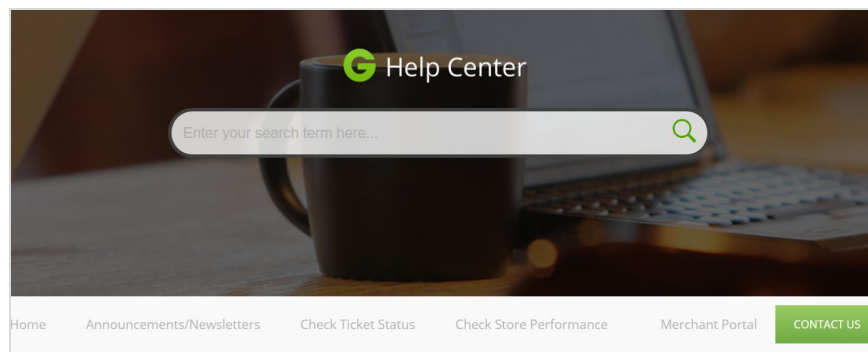 G Help Center
Enter your search term here...
Home Announcements/Newsletters Check Ticket Status Check Store Performance Merchant Portal CONTACT US